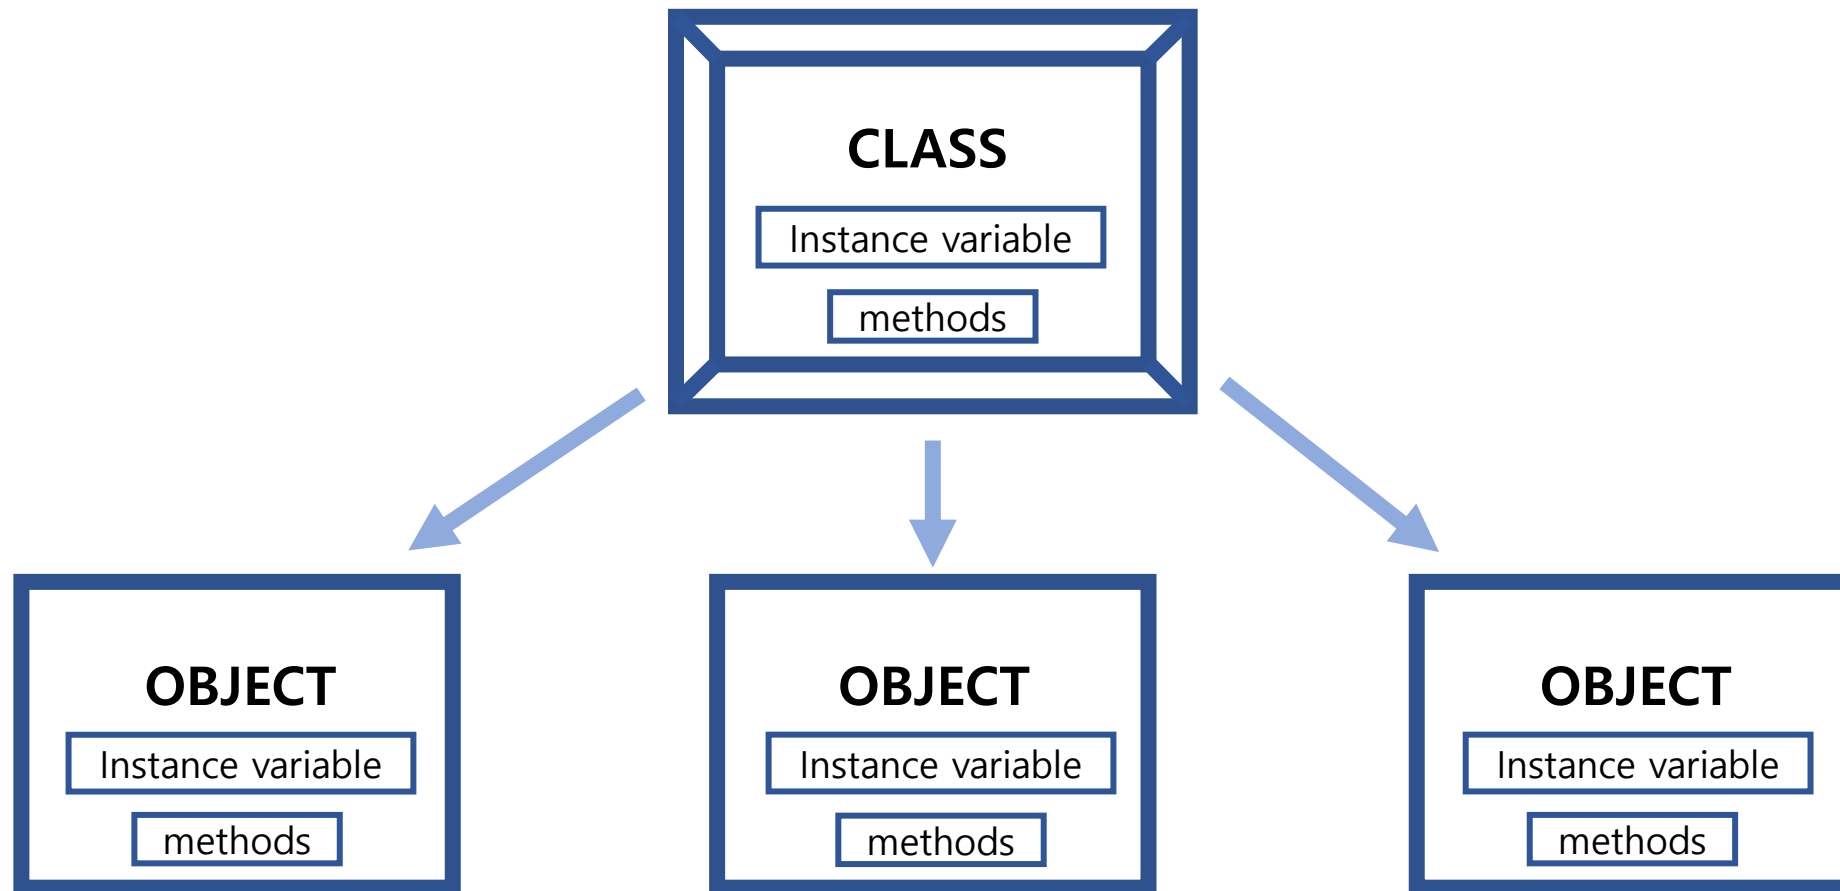 CLASS
Instance variable
methods
OBJECT
Instance variable
methods
OBJECT
Instance variable
methods
OBJECT
Instance variable
methods